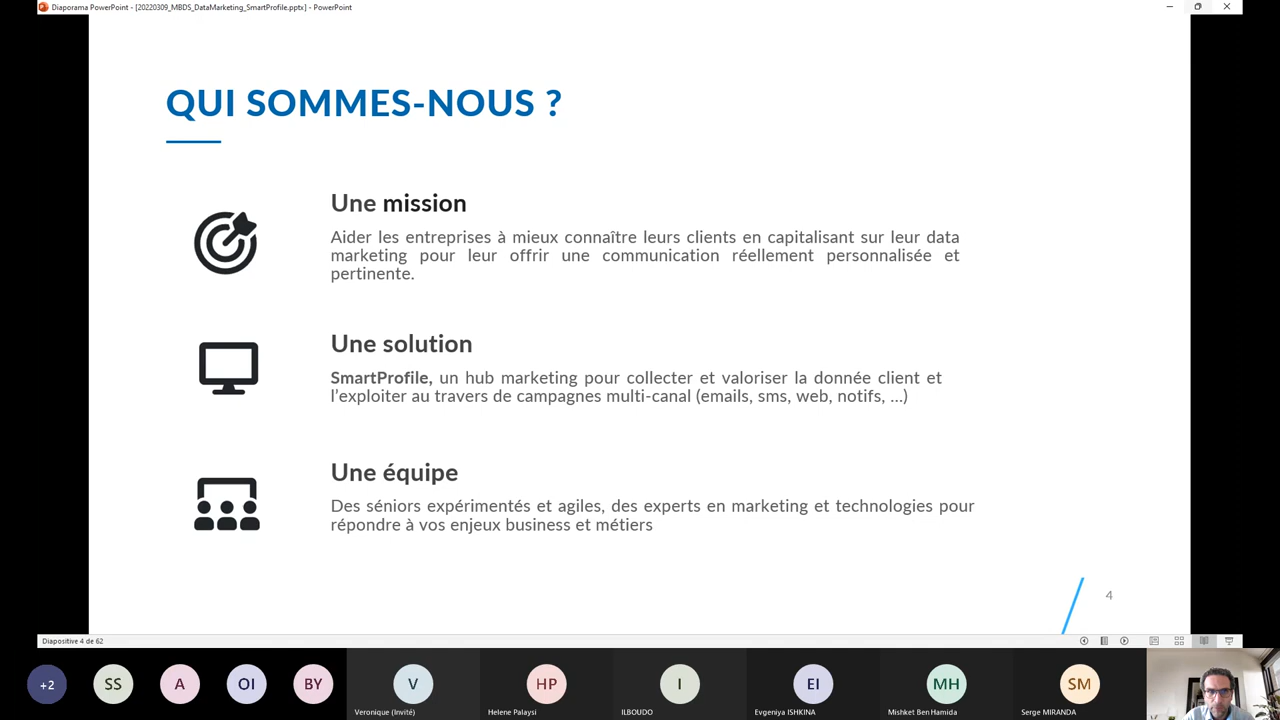 Diaporama PowerPoint - [20220309_MBDS_DataMarketing_SmartProfile.pptx] - PowerPoint
QUI SOMMES-NOUS ?
Une mission
Aider les entreprises à mieux connaître leurs clients en capitalisant sur leur data
marketing pour leur offrir une communication réellement personnalisée et
pertinente.
Une solution
SmartProfile, un hub marketing pour collecter et valoriser la donnée client et
l’exploiter au travers de campagnes multi-canal (emails, sms, web, notifs, ...)
Une équipe
Des séniors expérimentés et agiles, des experts en marketing et technologies pour
répondre à vos enjeux business et métiers
4
Diapositive 4 de 62
+2 SS A OI BY V HP I EI MH SM
Veronique (Invité) Helene Palaysi ILBOUDO Evgeniya ISHKINA Mishket Ben Hamida Serge MIRANDA